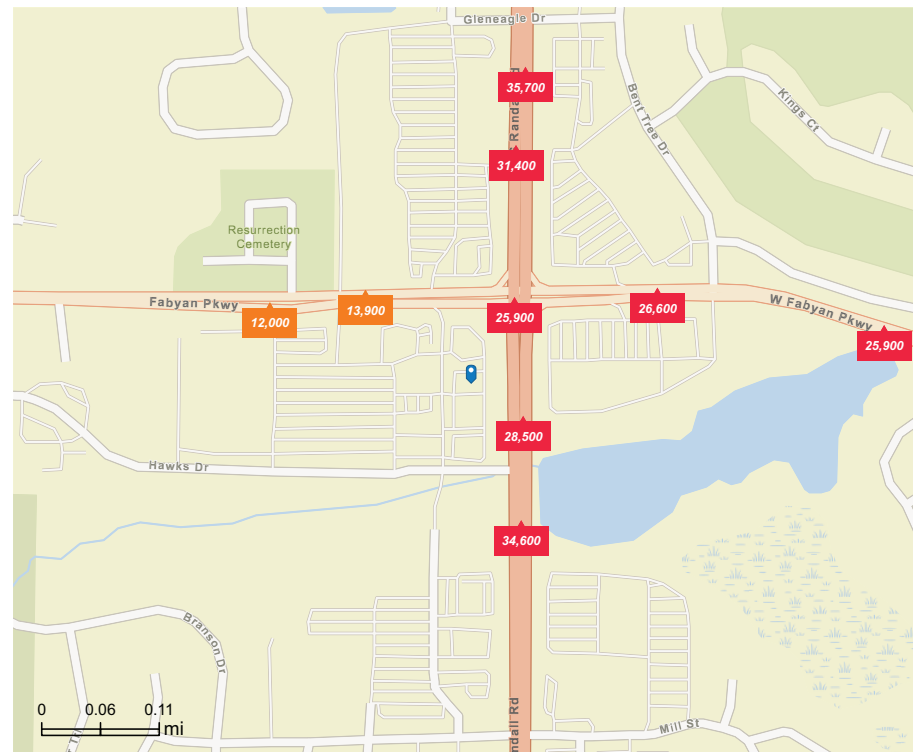 Gleneagle Dr
35,700
Randa
Kings Ct
Bent Tree Dr
31,400
Resurrection
Cemetery
Fabyan Pkwy
12,000
13,900
25,900
26,600
W Fabyan Pkwy
25,900
28,500
Hawks Dr
34,600
Branson Dr
0 0.06 0.11
mi
ndall Rd
Mill St